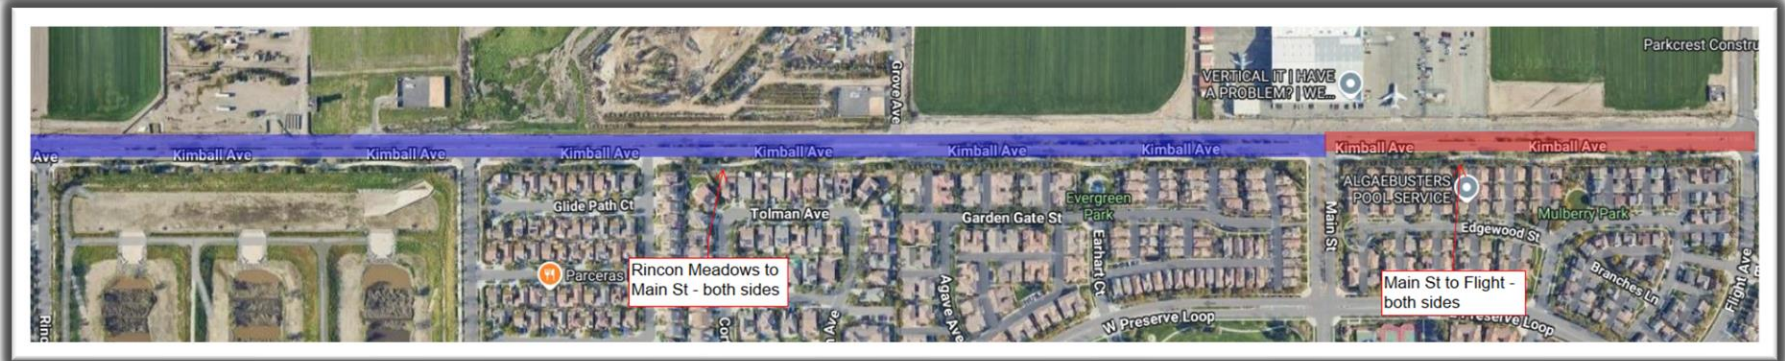 Parkcrest Constru
VERTICAL IT | HAVE
A PROBLEM? | WE...
Grove Ave
Ave
Kimball Ave
Kimball Ave
Kimball Ave
Kimball Ave
Kimball Ave
Kimball Ave
Kimball Ave
Kimball Ave
ALGAEBUSTERS
POOL SERVICE
Evergreen
Park
Glide Path Ct
Tolman Ave
Garden Gate St
Mulberry Park
Main St
Edgewood St
Earhart Ct
Parceras
Rincon Meadows to
Main St - both sides
Main St to Flight -
both sides
Branches Ln
Flight Ave
Agave Ave
W Preserve Loop
Preserve Loop
Rinc
Ave